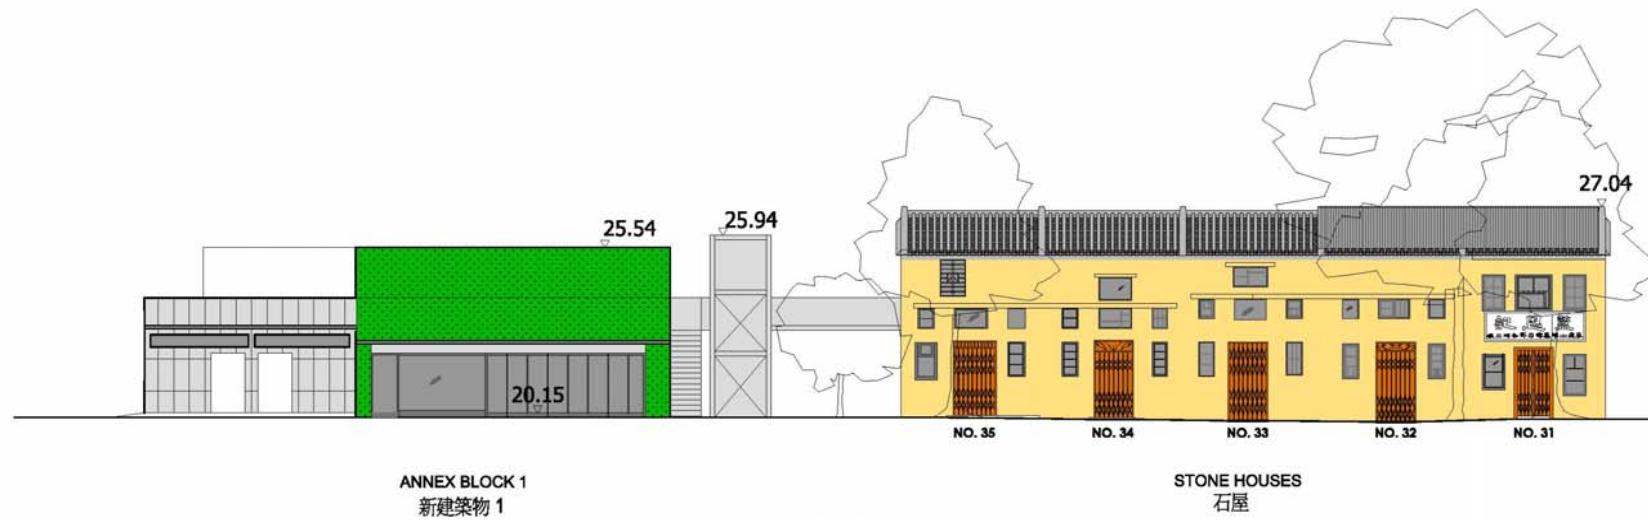 27.04
25.94
25.54
20.15
NO. 35
NO. 34
NO. 33
NO. 32
NO. 31
ANNEX BLOCK 1
新建築物 1
STONE HOUSES
石屋